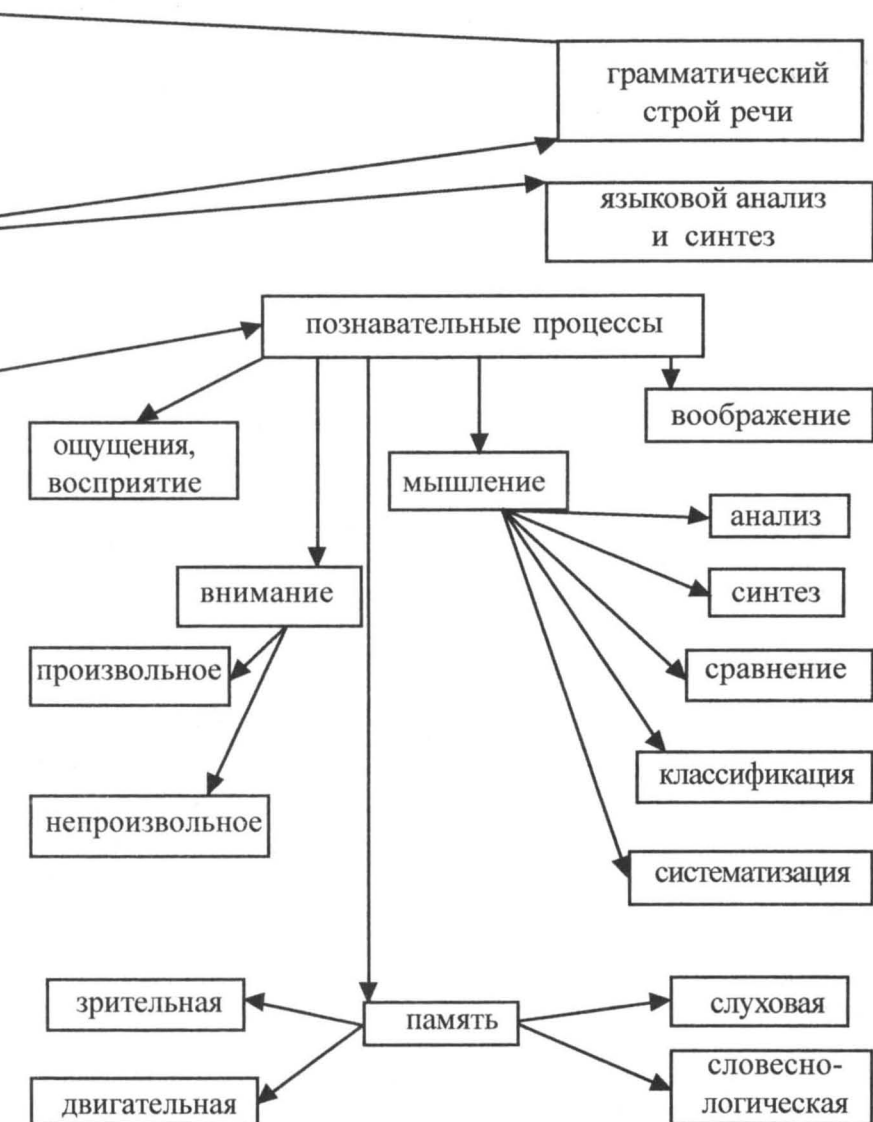 грамматический
строй речи
языковой анализ
и синтез
познавательные процессы
воображение
ощущения,
восприятие
мышление
анализ
внимание
синтез
произвольное
сравнение
классификация
непроизвольное
систематизация
зрительная
память
слуховая
двигательная
словесно-
логическая